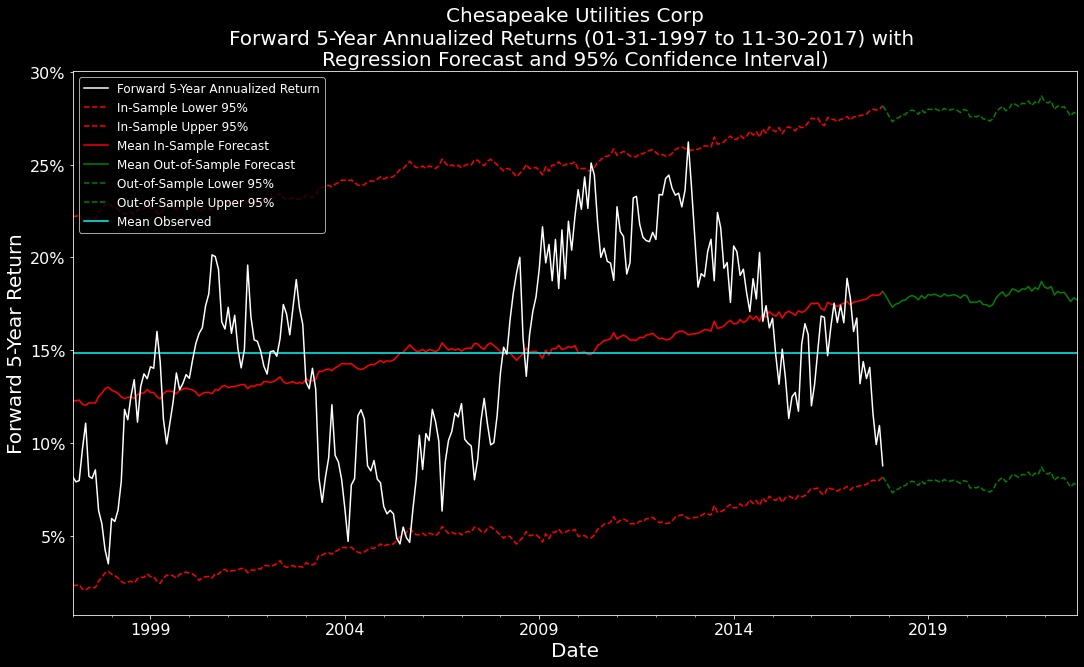 Chesapeake Utilities Corp
Forward 5-Year Annualized Returns (01-31-1997 to 11-30-2017) with
Regression Forecast and 95% Confidence Interval)
Forward 5-Year Annualized Return
In-Sample Lower 95%
In-Sample Upper 95%
Mean In-Sample Forecast
Mean Out-of-Sample Forecast
Out-of-Sample Lower 95%
Out-of-Sample Upper 95%
Mean Observed
Forward 5-Year Return
30%
25%
20%
15%
10%
5%
1999
2004
2009
2014
2019
Date